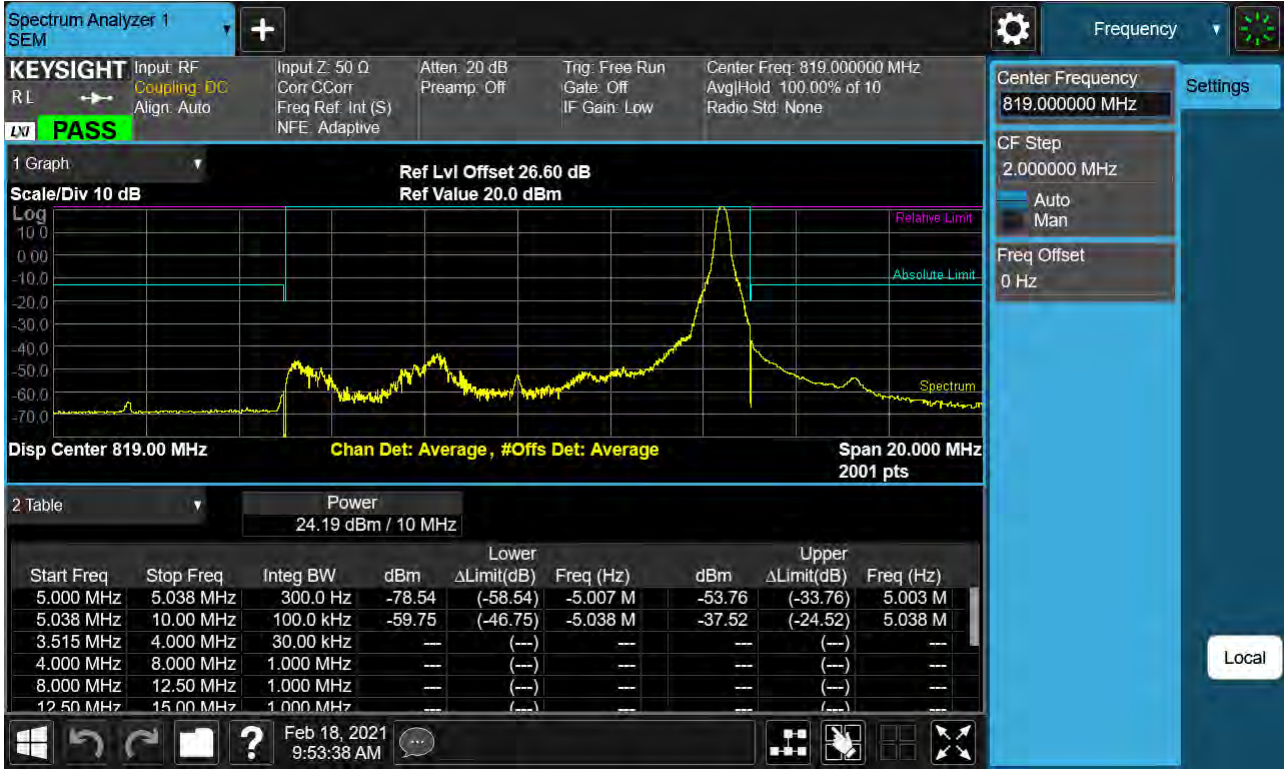 Spectrum Analyzer 1
SEM
+
Frequency
KEYSIGHT
RL
LXI
PASS
Input: RF
Coupling: DC
Align: Auto
Input Z: 50 Ω
Corr CCorr
Freq Ref: Int (S)
NFE: Adaptive
Atten: 20 dB
Preamp: Off
Trig: Free Run
Gate: Off
IF Gain: Low
Center Freq: 819.000000 MHz
Avg|Hold: 100.00% of 10
Radio Std: None
Center Frequency
819.000000 MHz
Settings
CF Step
2.000000 MHz
Auto
Man
Freq Offset
0 Hz
1 Graph
Scale/Div 10 dB
Ref Lvl Offset 26.60 dB
Ref Value 20.0 dBm
Log
10.0
0.00
-10.0
-20.0
-30.0
-40.0
-50.0
-60.0
-70.0
Relative Limit
Absolute Limit
Spectrum
Disp Center 819.00 MHz
Chan Det: Average, #Offs Det: Average
Span 20.000 MHz
2001 pts
2 Table
Power
24.19 dBm / 10 MHz
Lower Upper
Start Freq Stop Freq Integ BW dBm ΔLimit(dB) Freq (Hz) dBm ΔLimit(dB) Freq (Hz)
5.000 MHz 5.038 MHz 300.0 Hz -78.54 (-58.54) -5.007 M -53.76 (-33.76) 5.003 M
5.038 MHz 10.00 MHz 100.0 kHz -59.75 (-46.75) -5.038 M -37.52 (-24.52) 5.038 M
3.515 MHz 4.000 MHz 30.00 kHz --- (---) --- --- (---) ---
4.000 MHz 8.000 MHz 1.000 MHz --- (---) --- --- (---) ---
8.000 MHz 12.50 MHz 1.000 MHz --- (---) --- --- (---) ---
12.50 MHz 15.00 MHz 1.000 MHz --- (---) --- --- (---) ---
Local
?
Feb 18, 2021
9:53:38 AM